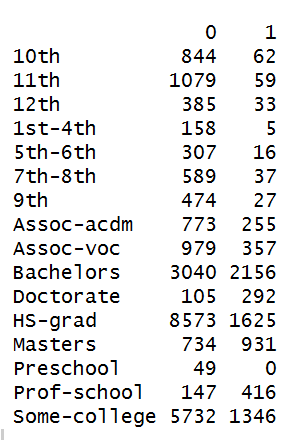 0 1
10th 844 62
11th 1079 59
12th 385 33
1st-4th 158 5
5th-6th 307 16
7th-8th 589 37
9th 474 27
Assoc-acdm 773 255
Assoc-voc 979 357
Bachelors 3040 2156
Doctorate 105 292
HS-grad 8573 1625
Masters 734 931
Preschool 49 0
Prof-school 147 416
Some-college 5732 1346